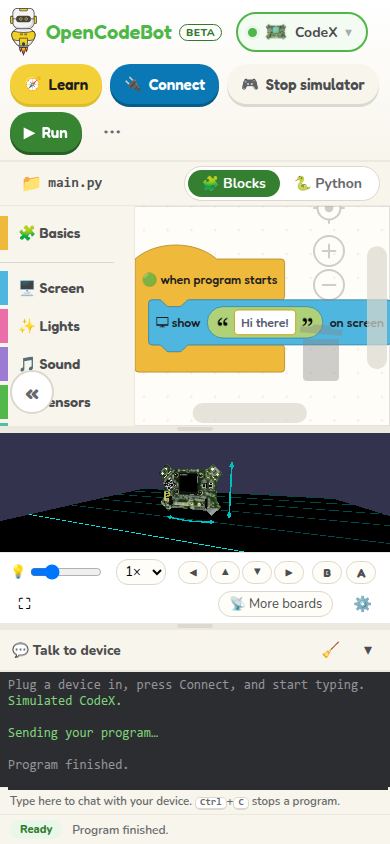 OpenCodeBot BETA CodeX ▾
Learn Connect Stop simulator
Run ···
main.py Blocks Python
Basics
Screen
Lights
Sound
ensors
when program starts
show “ Hi there! ” on screen
1×
B A
More boards
Talk to device
Plug a device in, press Connect, and start typing.
Simulated CodeX.
Sending your program…
Program finished.
Type here to chat with your device. Ctrl+C stops a program.
Ready Program finished.